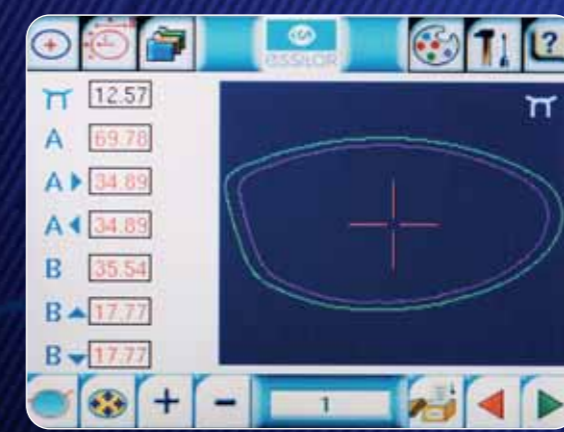 essilor
12.57
A 69.78
A 34.89
A 34.89
B 35.54
B 17.77
B 17.77
+ - 1
?